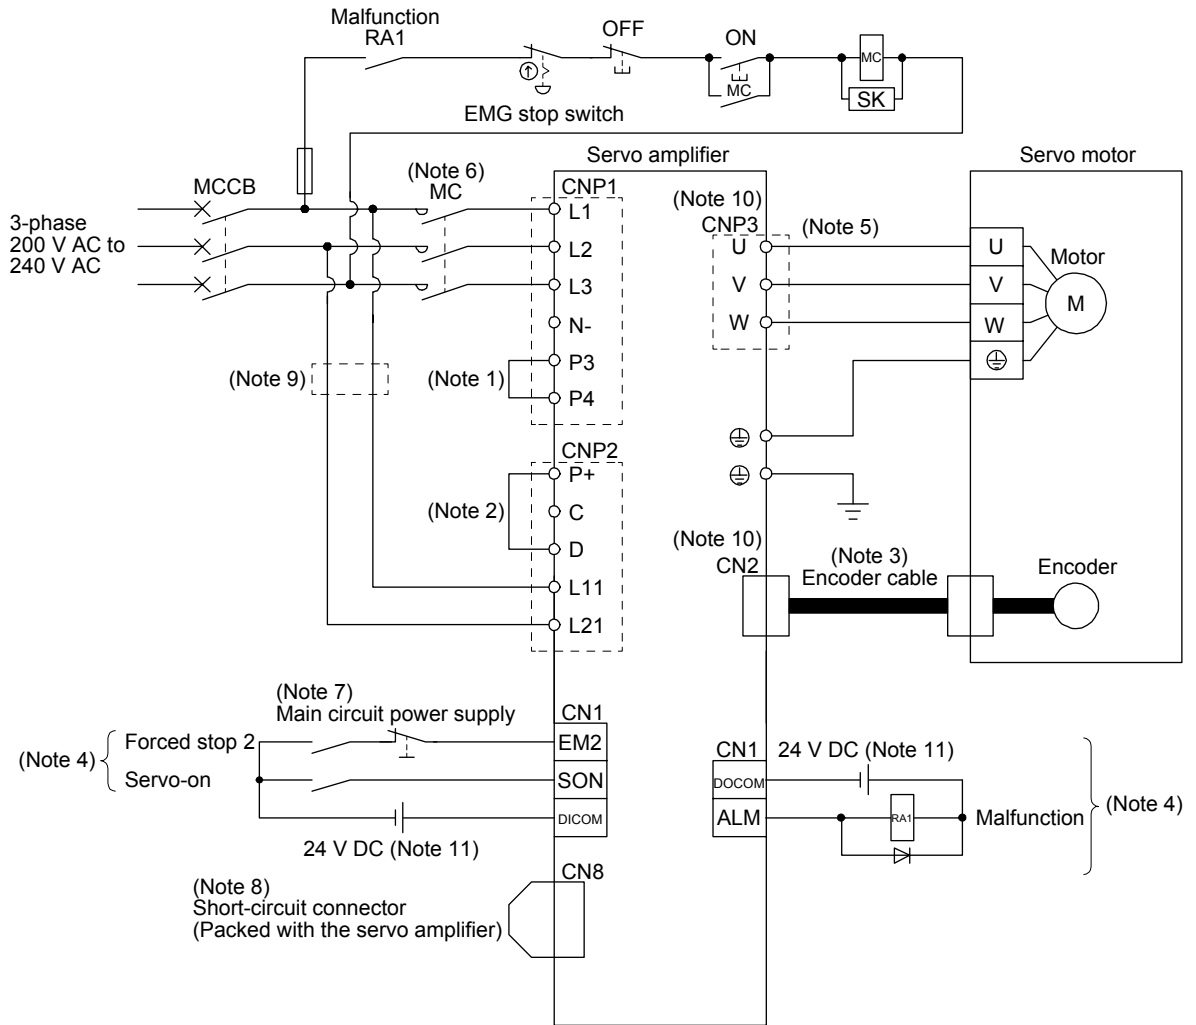 Malfunction
RA1
OFF
ON
MC
MC
SK
EMG stop switch
Servo amplifier
Servo motor
MCCB
(Note 6)
MC
CNP1
(Note 10)
CNP3
(Note 5)
3-phase
200 V AC to
240 V AC
L1
L2
L3
N-
P3
P4
U
V
W
U
V
W
Motor
M
(Note 9)
(Note 1)
CNP2
P+
C
D
L11
L21
(Note 2)
(Note 10)
CN2
(Note 3)
Encoder cable
Encoder
(Note 7)
Main circuit power supply
CN1
(Note 4)
Forced stop 2
EM2
Servo-on
SON
DICOM
24 V DC (Note 11)
CN1
24 V DC (Note 11)
DOCOM
ALM
RA1
Malfunction
(Note 4)
CN8
(Note 8)
Short-circuit connector
(Packed with the servo amplifier)